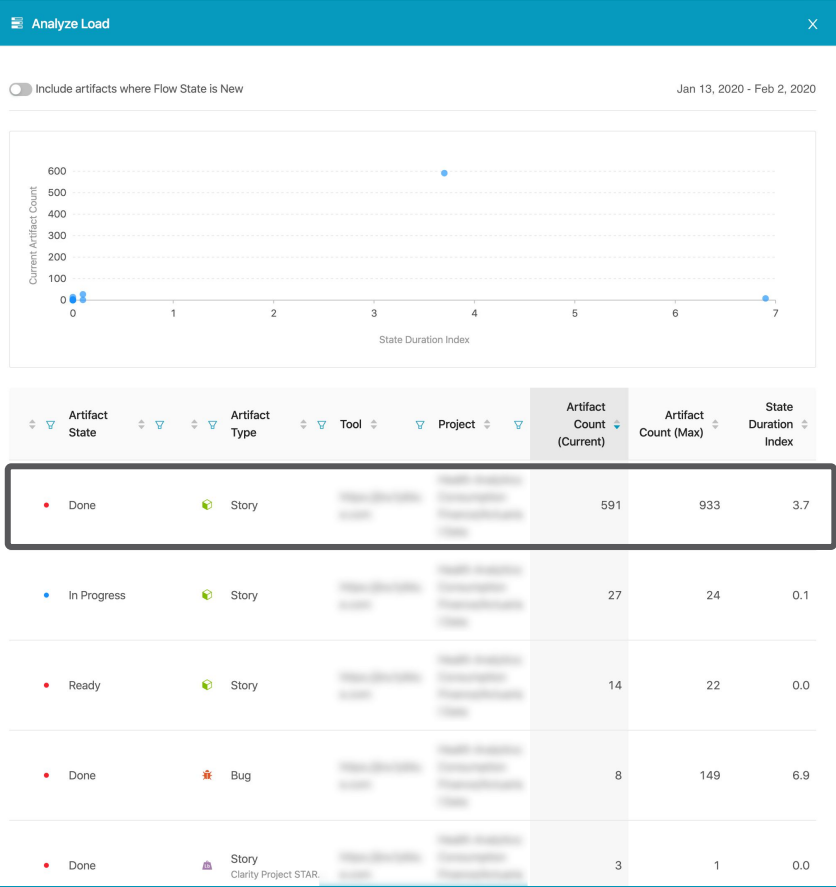 Analyze Load
X
Include artifacts where Flow State is New
Jan 13, 2020 - Feb 2, 2020
Current Artifact Count
600
500
400
300
200
100
0
0 1 2 3 4 5 6 7
State Duration Index
Artifact State
Artifact Type
Tool
Project
Artifact Count (Current)
Artifact Count (Max)
State Duration Index
Done Story 591 933 3.7
In Progress Story 27 24 0.1
Ready Story 14 22 0.0
Done Bug 8 149 6.9
Done Story 3 1 0.0
Clarity Project STAR.